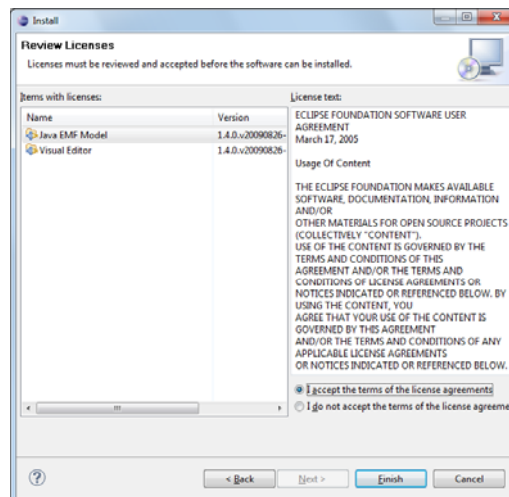 Install
Review Licenses
Licenses must be reviewed and accepted before the software can be installed.
Items with licenses:
Name Version
Java EMF Model 1.4.0.v20090826-
Visual Editor 1.4.0.v20090826-
License text:
ECLIPSE FOUNDATION SOFTWARE USER
AGREEMENT
March 17, 2005
Usage Of Content
THE ECLIPSE FOUNDATION MAKES AVAILABLE
SOFTWARE, DOCUMENTATION, INFORMATION
AND/OR
OTHER MATERIALS FOR OPEN SOURCE PROJECTS
(COLLECTIVELY "CONTENT").
USE OF THE CONTENT IS GOVERNED BY THE
TERMS AND CONDITIONS OF THIS
AGREEMENT AND/OR THE TERMS AND
CONDITIONS OF LICENSE AGREEMENTS OR
NOTICES INDICATED OR REFERENCED BELOW. BY
USING THE CONTENT, YOU
AGREE THAT YOUR USE OF THE CONTENT IS
GOVERNED BY THIS AGREEMENT
AND/OR THE TERMS AND CONDITIONS OF ANY
APPLICABLE LICENSE AGREEMENTS
OR NOTICES INDICATED OR REFERENCED BELOW.
I accept the terms of the license agreements
I do not accept the terms of the license agreeme
< Back Next > Finish Cancel